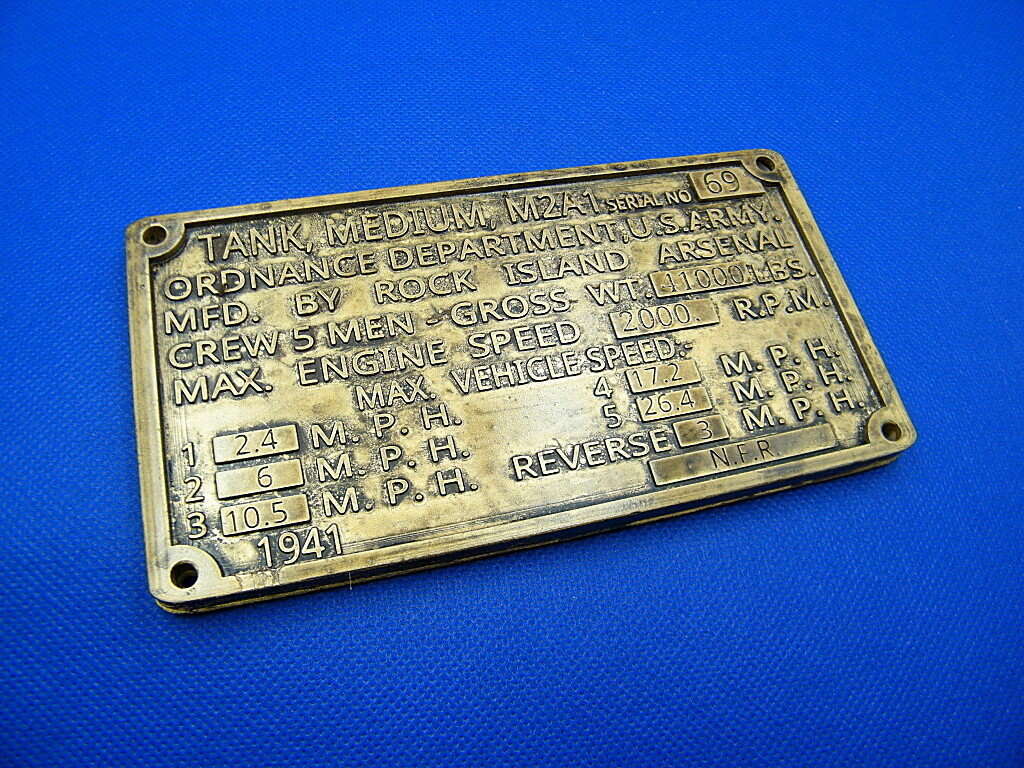 TANK, MEDIUM, M2A1 SERIAL NO 69
ORDNANCE DEPARTMENT, U.S. ARMY.
MFD. BY ROCK ISLAND ARSENAL
CREW 5 MEN - GROSS WT. 41000 LBS.
MAX. ENGINE SPEED 2000. R.P.M.
MAX. VEHICLE SPEED:-
1 2.4 M. P. H. 4 17.2 M. P. H.
2 6 M. P. H. 5 26.4 M. P. H.
3 10.5 M. P. H. REVERSE 3 M. P. H.
1941 N.F.R.